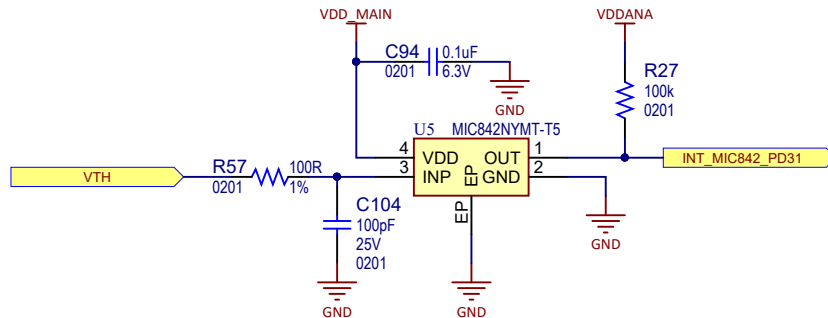 VDD_MAIN
VDDANA
C94
0.1uF
0201
6.3V
GND
R27
100k
0201
U5
MIC842NYMT-T5
4
VDD
OUT
1
3
INP
GND
2
EP
EP
INT_MIC842_PD31
VTH
R57
100R
0201
1%
C104
100pF
25V
0201
GND
GND
GND